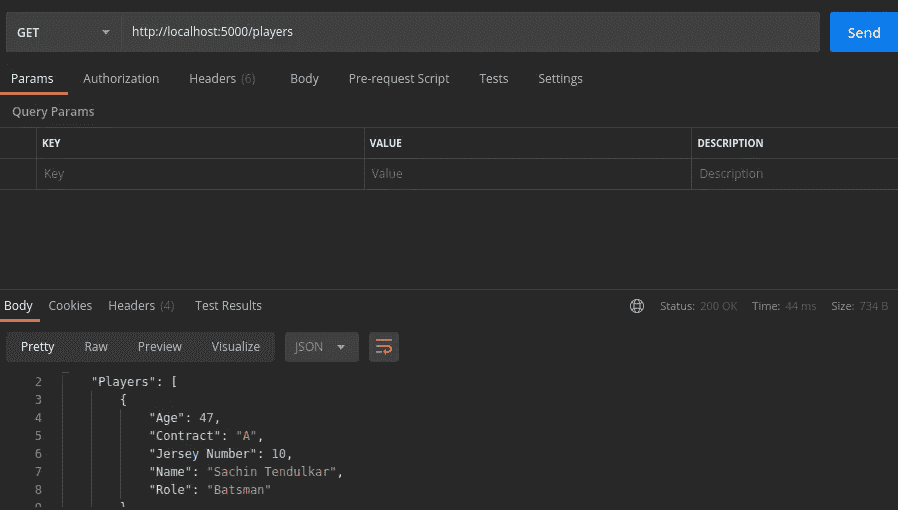 GET http://localhost:5000/players Send
Params Authorization Headers (6) Body Pre-request Script Tests Settings
Query Params
KEY VALUE DESCRIPTION
Key Value Description
Body Cookies Headers (4) Test Results Status: 200 OK Time: 44 ms Size: 734 B
Pretty Raw Preview Visualize JSON
2 "Players": [
3 {
4 "Age": 47,
5 "Contract": "A",
6 "Jersey Number": 10,
7 "Name": "Sachin Tendulkar",
8 "Role": "Batsman"
9 }